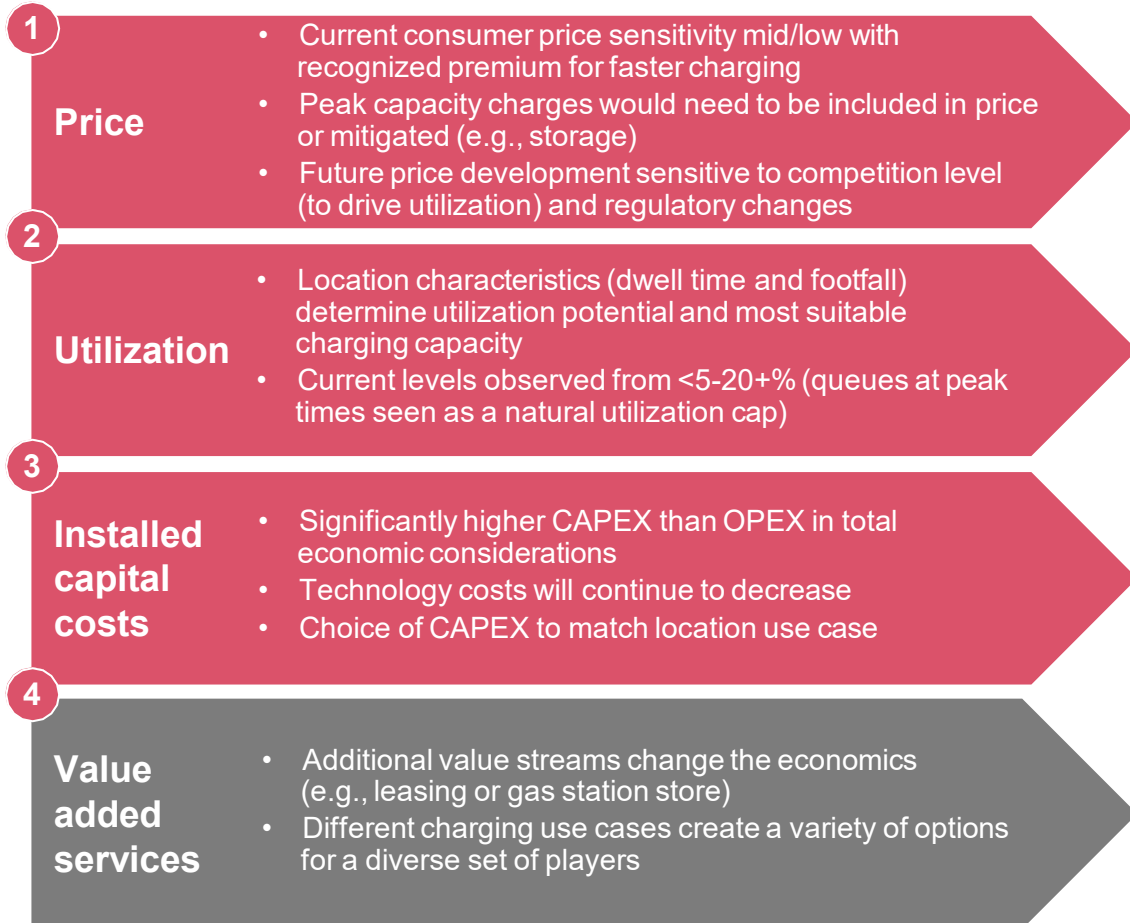 1
Price
• Current consumer price sensitivity mid/low with
recognized premium for faster charging
• Peak capacity charges would need to be included in price
or mitigated (e.g., storage)
• Future price development sensitive to competition level
(to drive utilization) and regulatory changes
2
Utilization
• Location characteristics (dwell time and footfall)
determine utilization potential and most suitable
charging capacity
• Current levels observed from <5-20+% (queues at peak
times seen as a natural utilization cap)
3
Installed
capital
costs
• Significantly higher CAPEX than OPEX in total
economic considerations
• Technology costs will continue to decrease
• Choice of CAPEX to match location use case
4
Value
added
services
• Additional value streams change the economics
(e.g., leasing or gas station store)
• Different charging use cases create a variety of options
for a diverse set of players